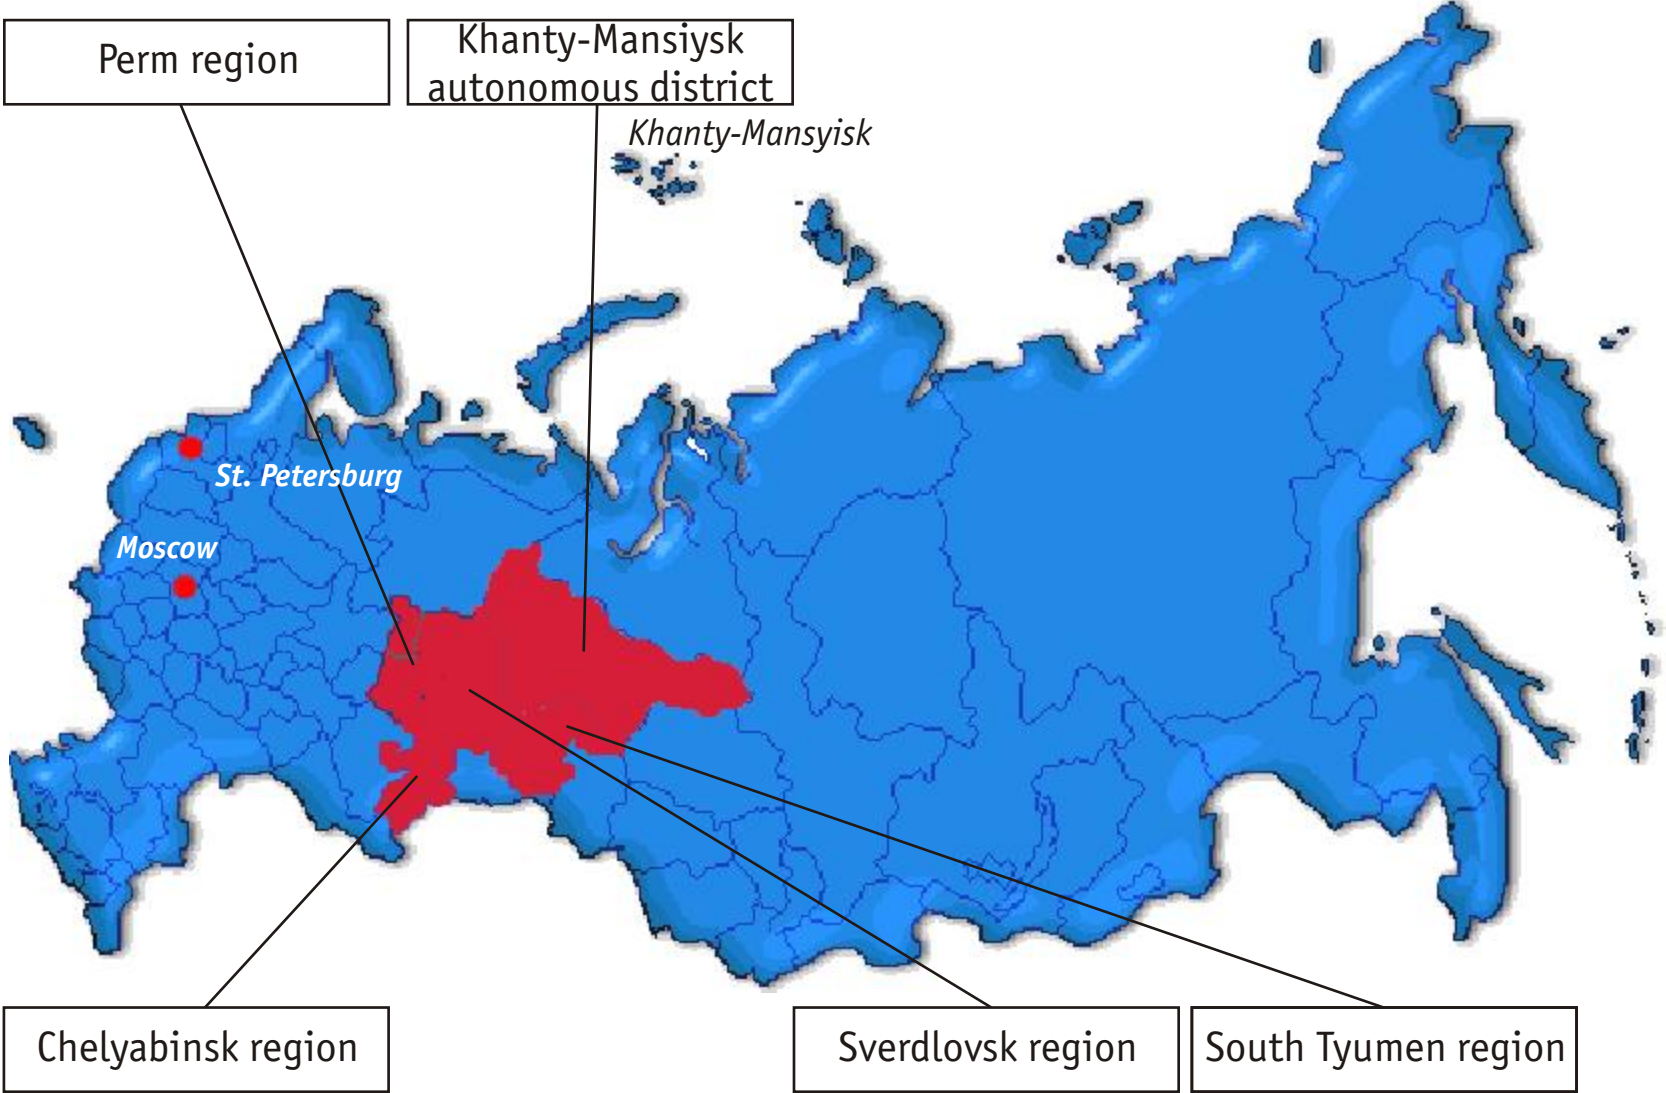 Perm region
Khanty-Mansiysk
autonomous district
Khanty-Mansyisk
St. Petersburg
Moscow
Chelyabinsk region
Sverdlovsk region
South Tyumen region